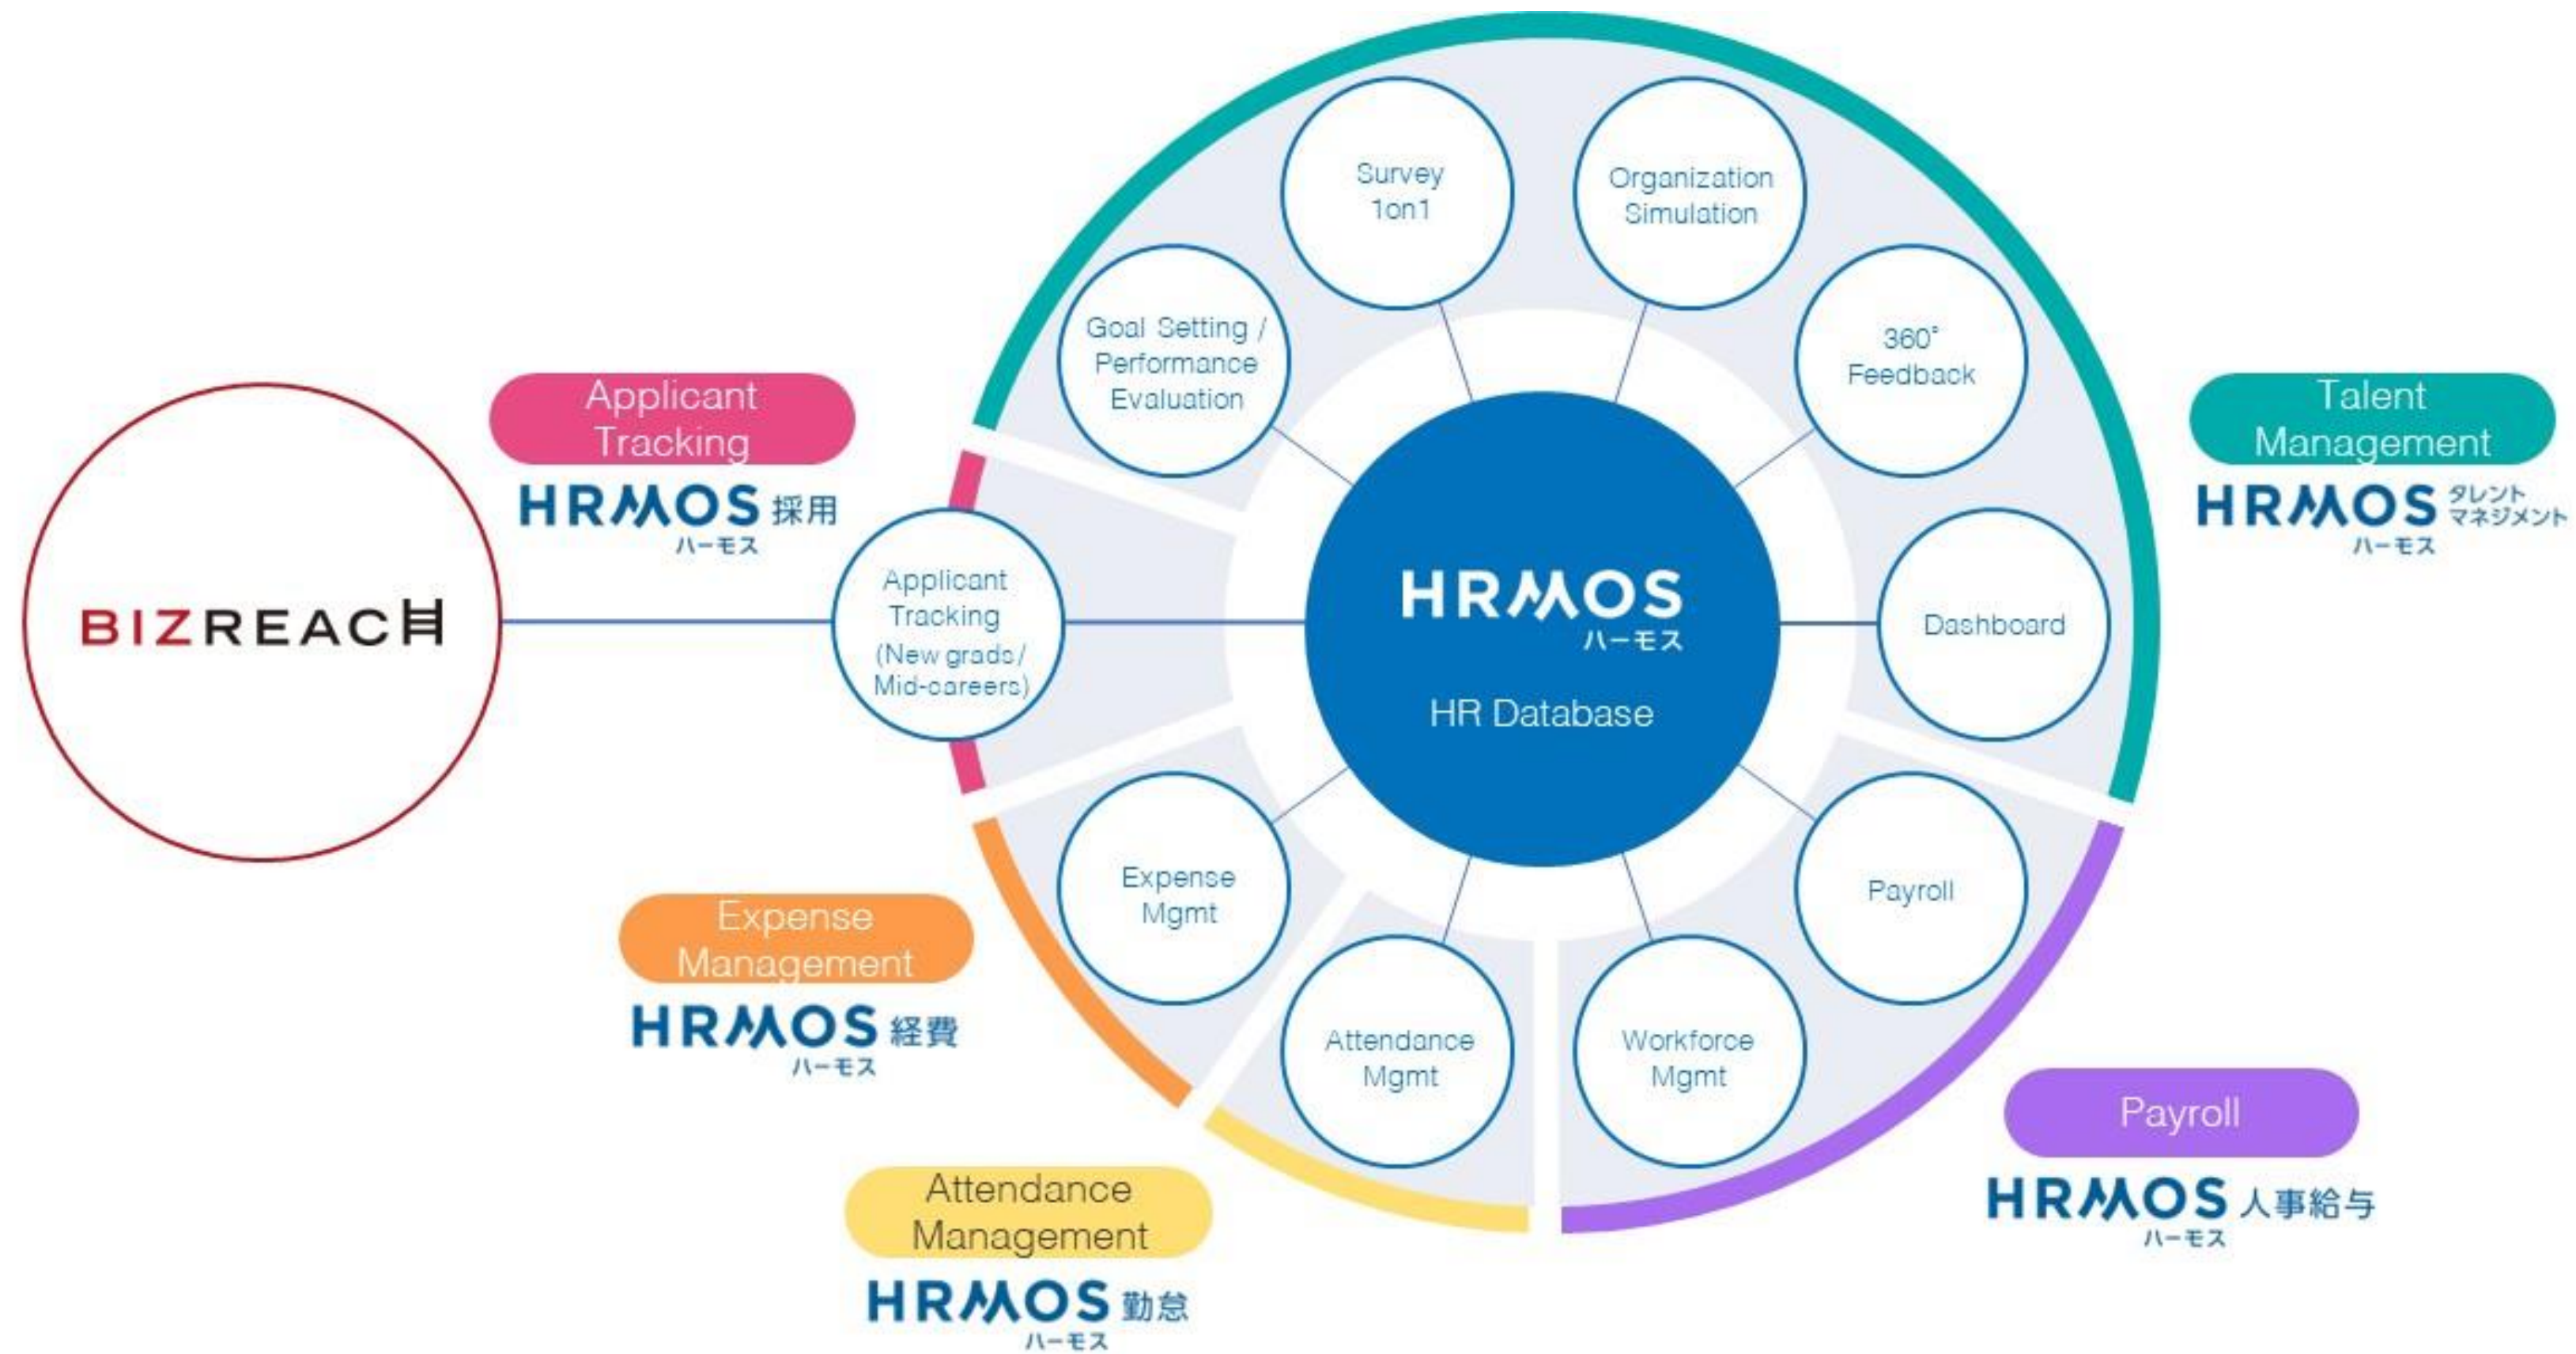 BIZREACH
Applicant
Tracking
HRMOS 採用
ハーモス
Applicant
Tracking
(New grads/
Mid-careers)
Goal Setting /
Performance
Evaluation
Survey
1on1
Organization
Simulation
360°
Feedback
Dashboard
Talent
Management
HRMOS タレント
マネジメント
ハーモス
HRMOS
ハーモス
HR Database
Expense
Mgmt
Expense
Management
HRMOS 経費
ハーモス
Attendance
Mgmt
Attendance
Management
HRMOS 勤怠
ハーモス
Workforce
Mgmt
Payroll
Payroll
HRMOS 人事給与
ハーモス